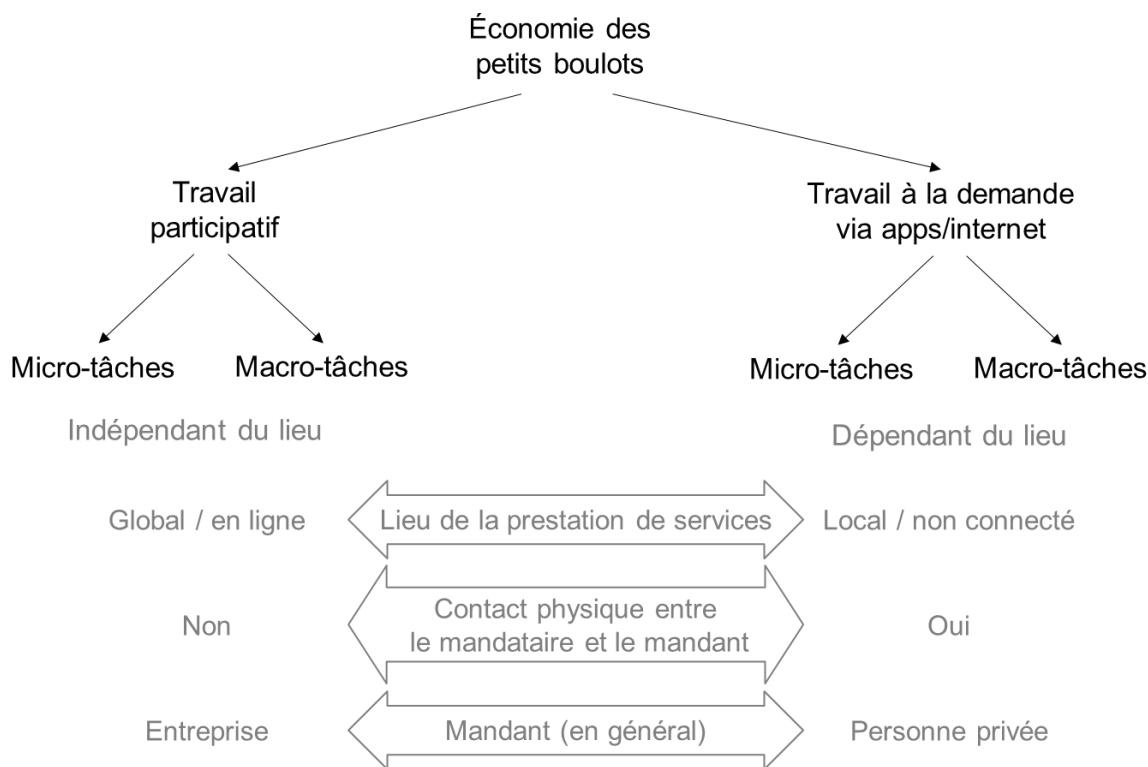 Économie des
petits boulots
Travail
participatif
Travail à la demande
via apps/internet
Micro-tâches
Macro-tâches
Micro-tâches
Macro-tâches
Indépendant du lieu
Dépendant du lieu
Global / en ligne
Lieu de la prestation de services
Local / non connecté
Non
Contact physique entre
le mandataire et le mandant
Oui
Entreprise
Mandant (en général)
Personne privée